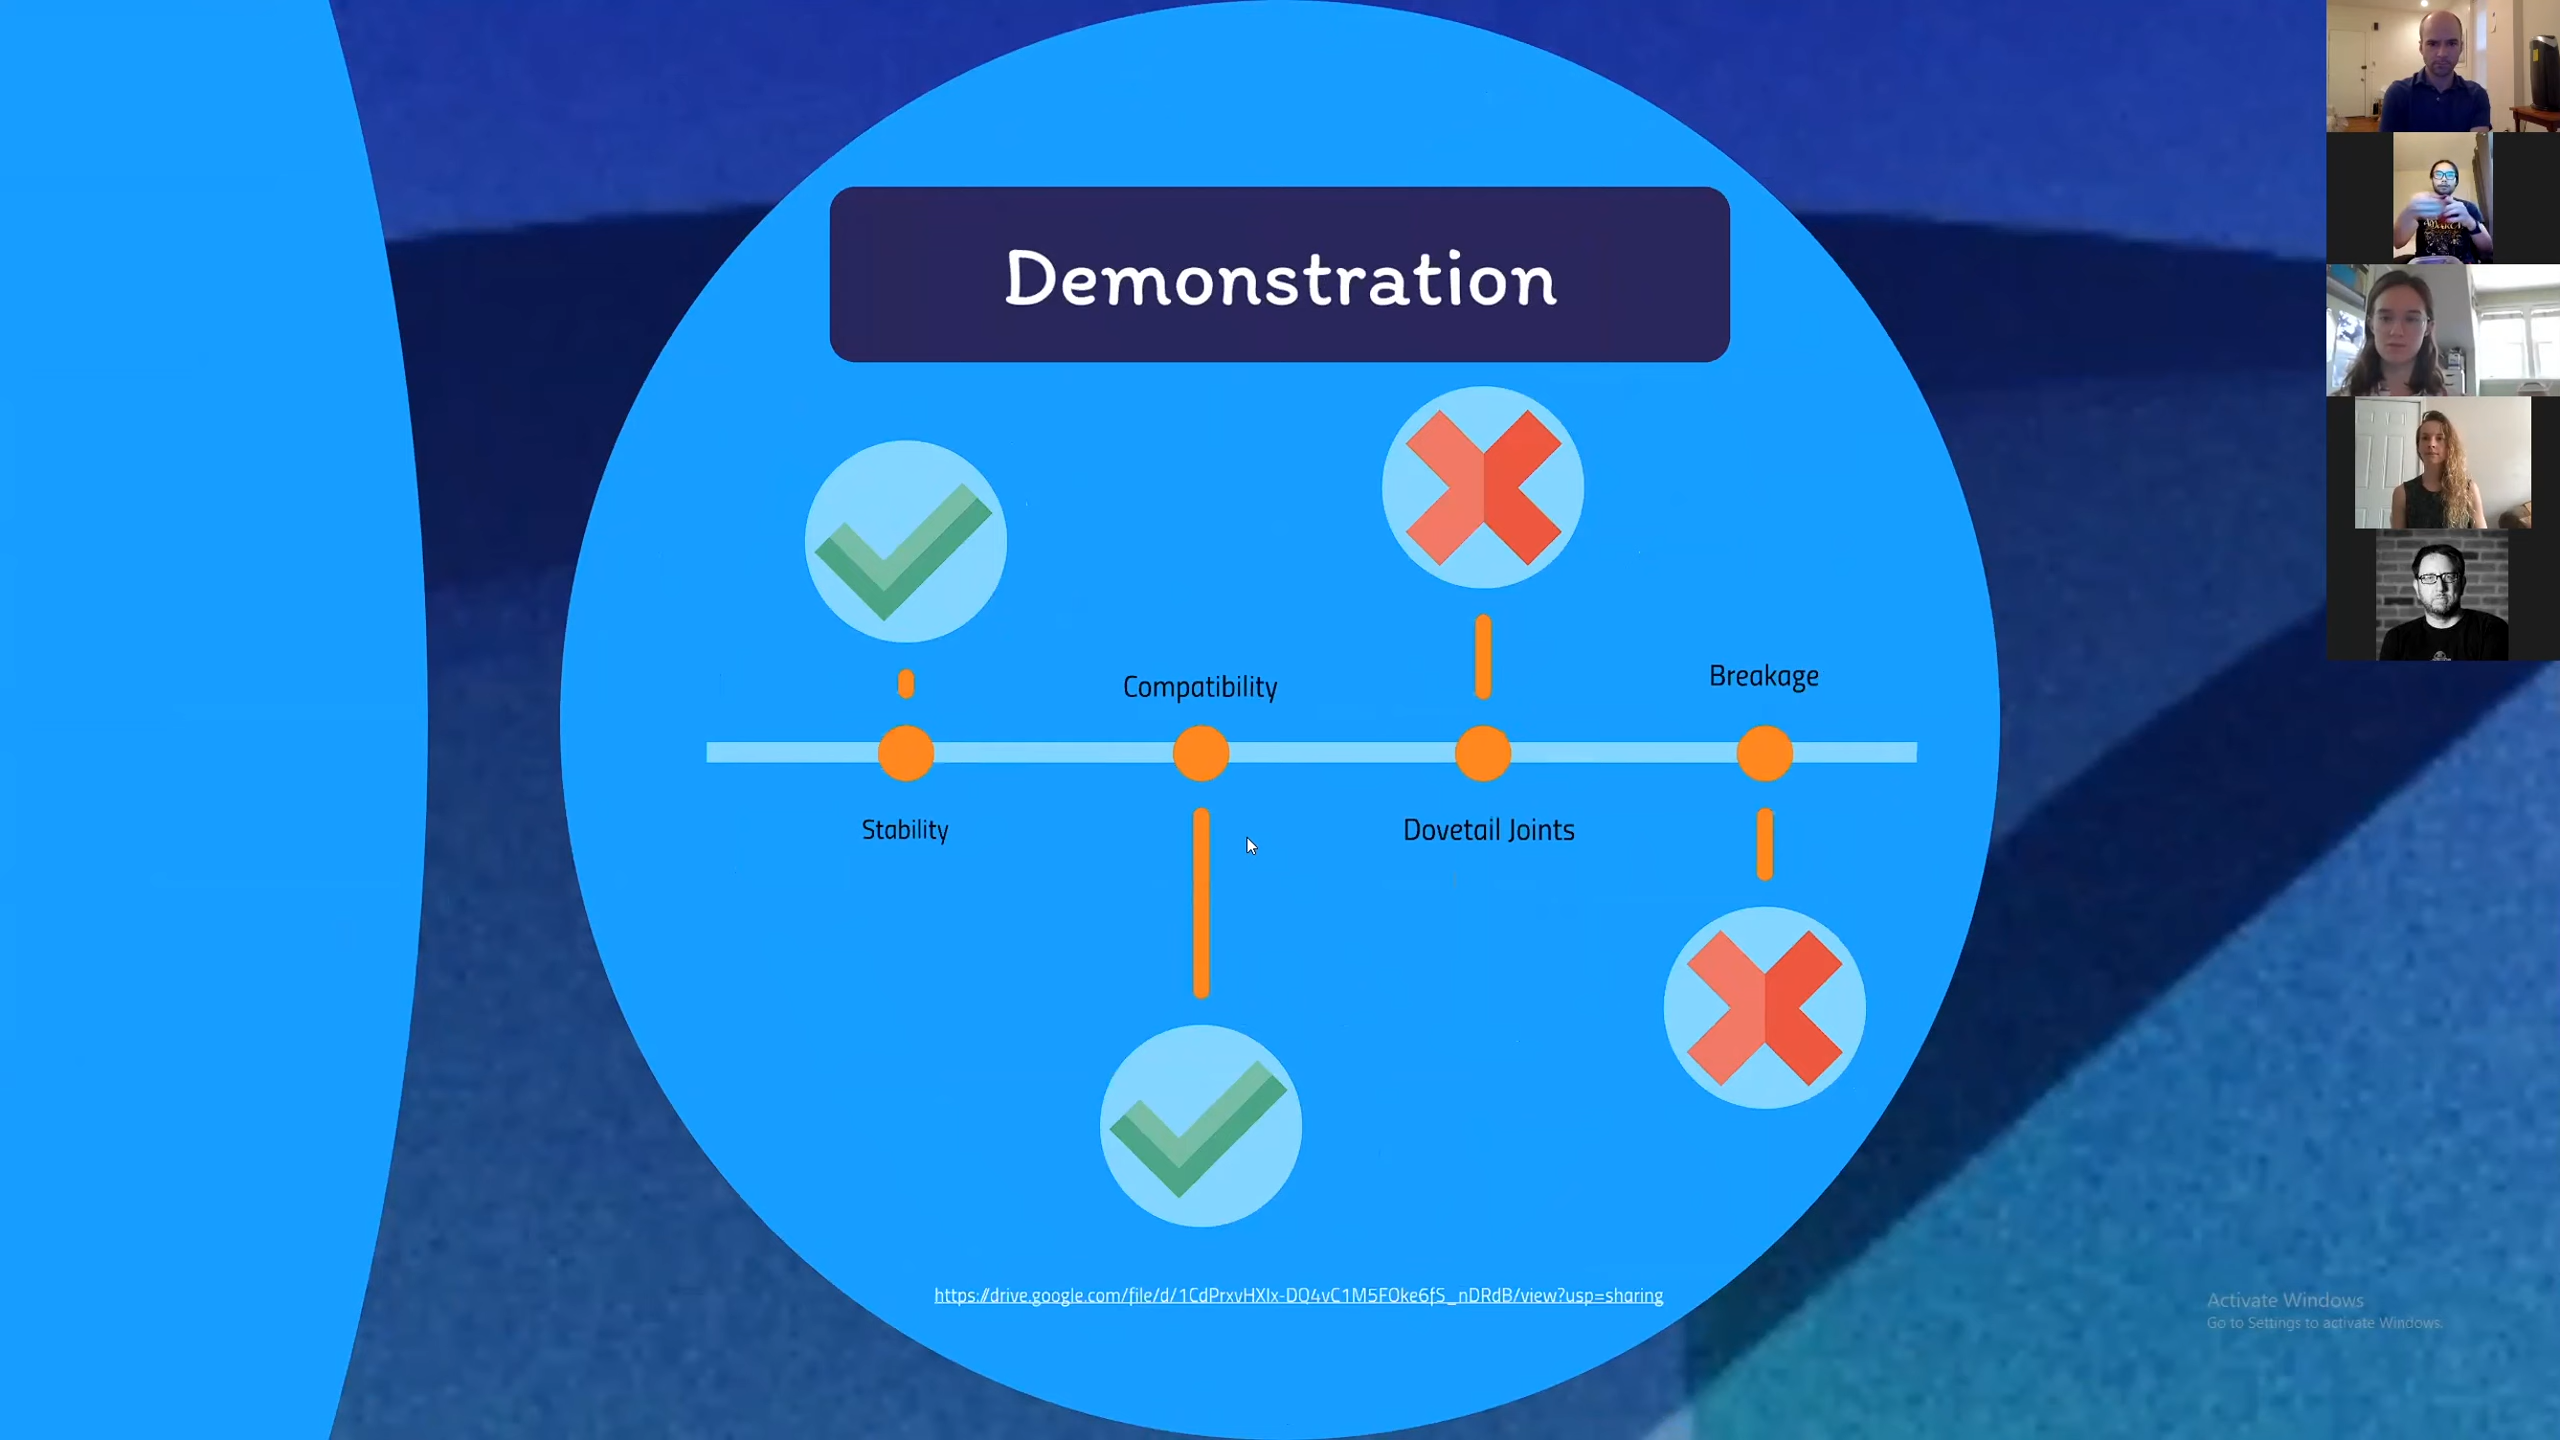 Demonstration
Compatibility
Breakage
Stability
Dovetail Joints
https://drive.google.com/file/d/1CdPrxvHXIx-DQ4vC1M5FOke6fS_nDRdB/view?usp=sharing
Activate Windows
Go to Settings to activate Windows.